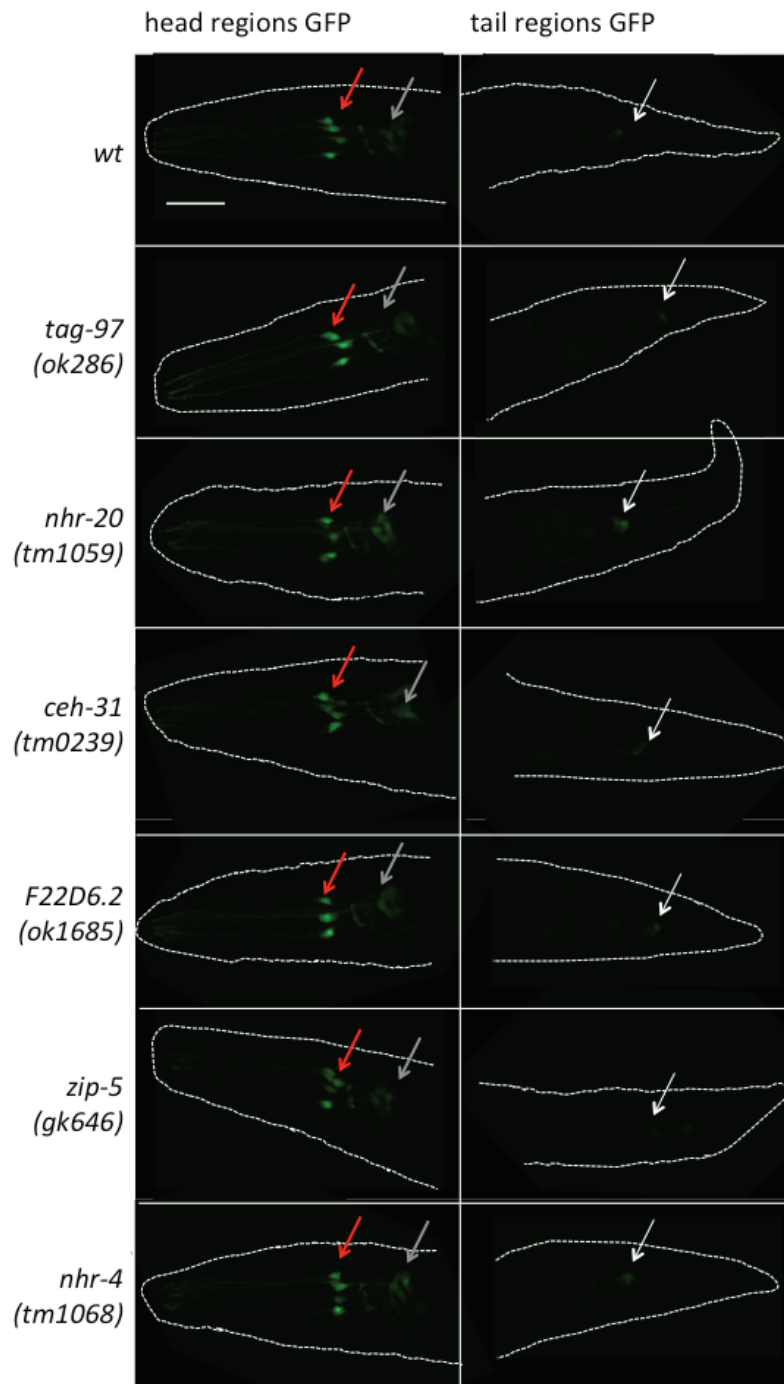 head regions GFP
tail regions GFP
wt
tag-97
(ok286)
nhr-20
(tm1059)
ceh-31
(tm0239)
F22D6.2
(ok1685)
zip-5
(gk646)
nhr-4
(tm1068)